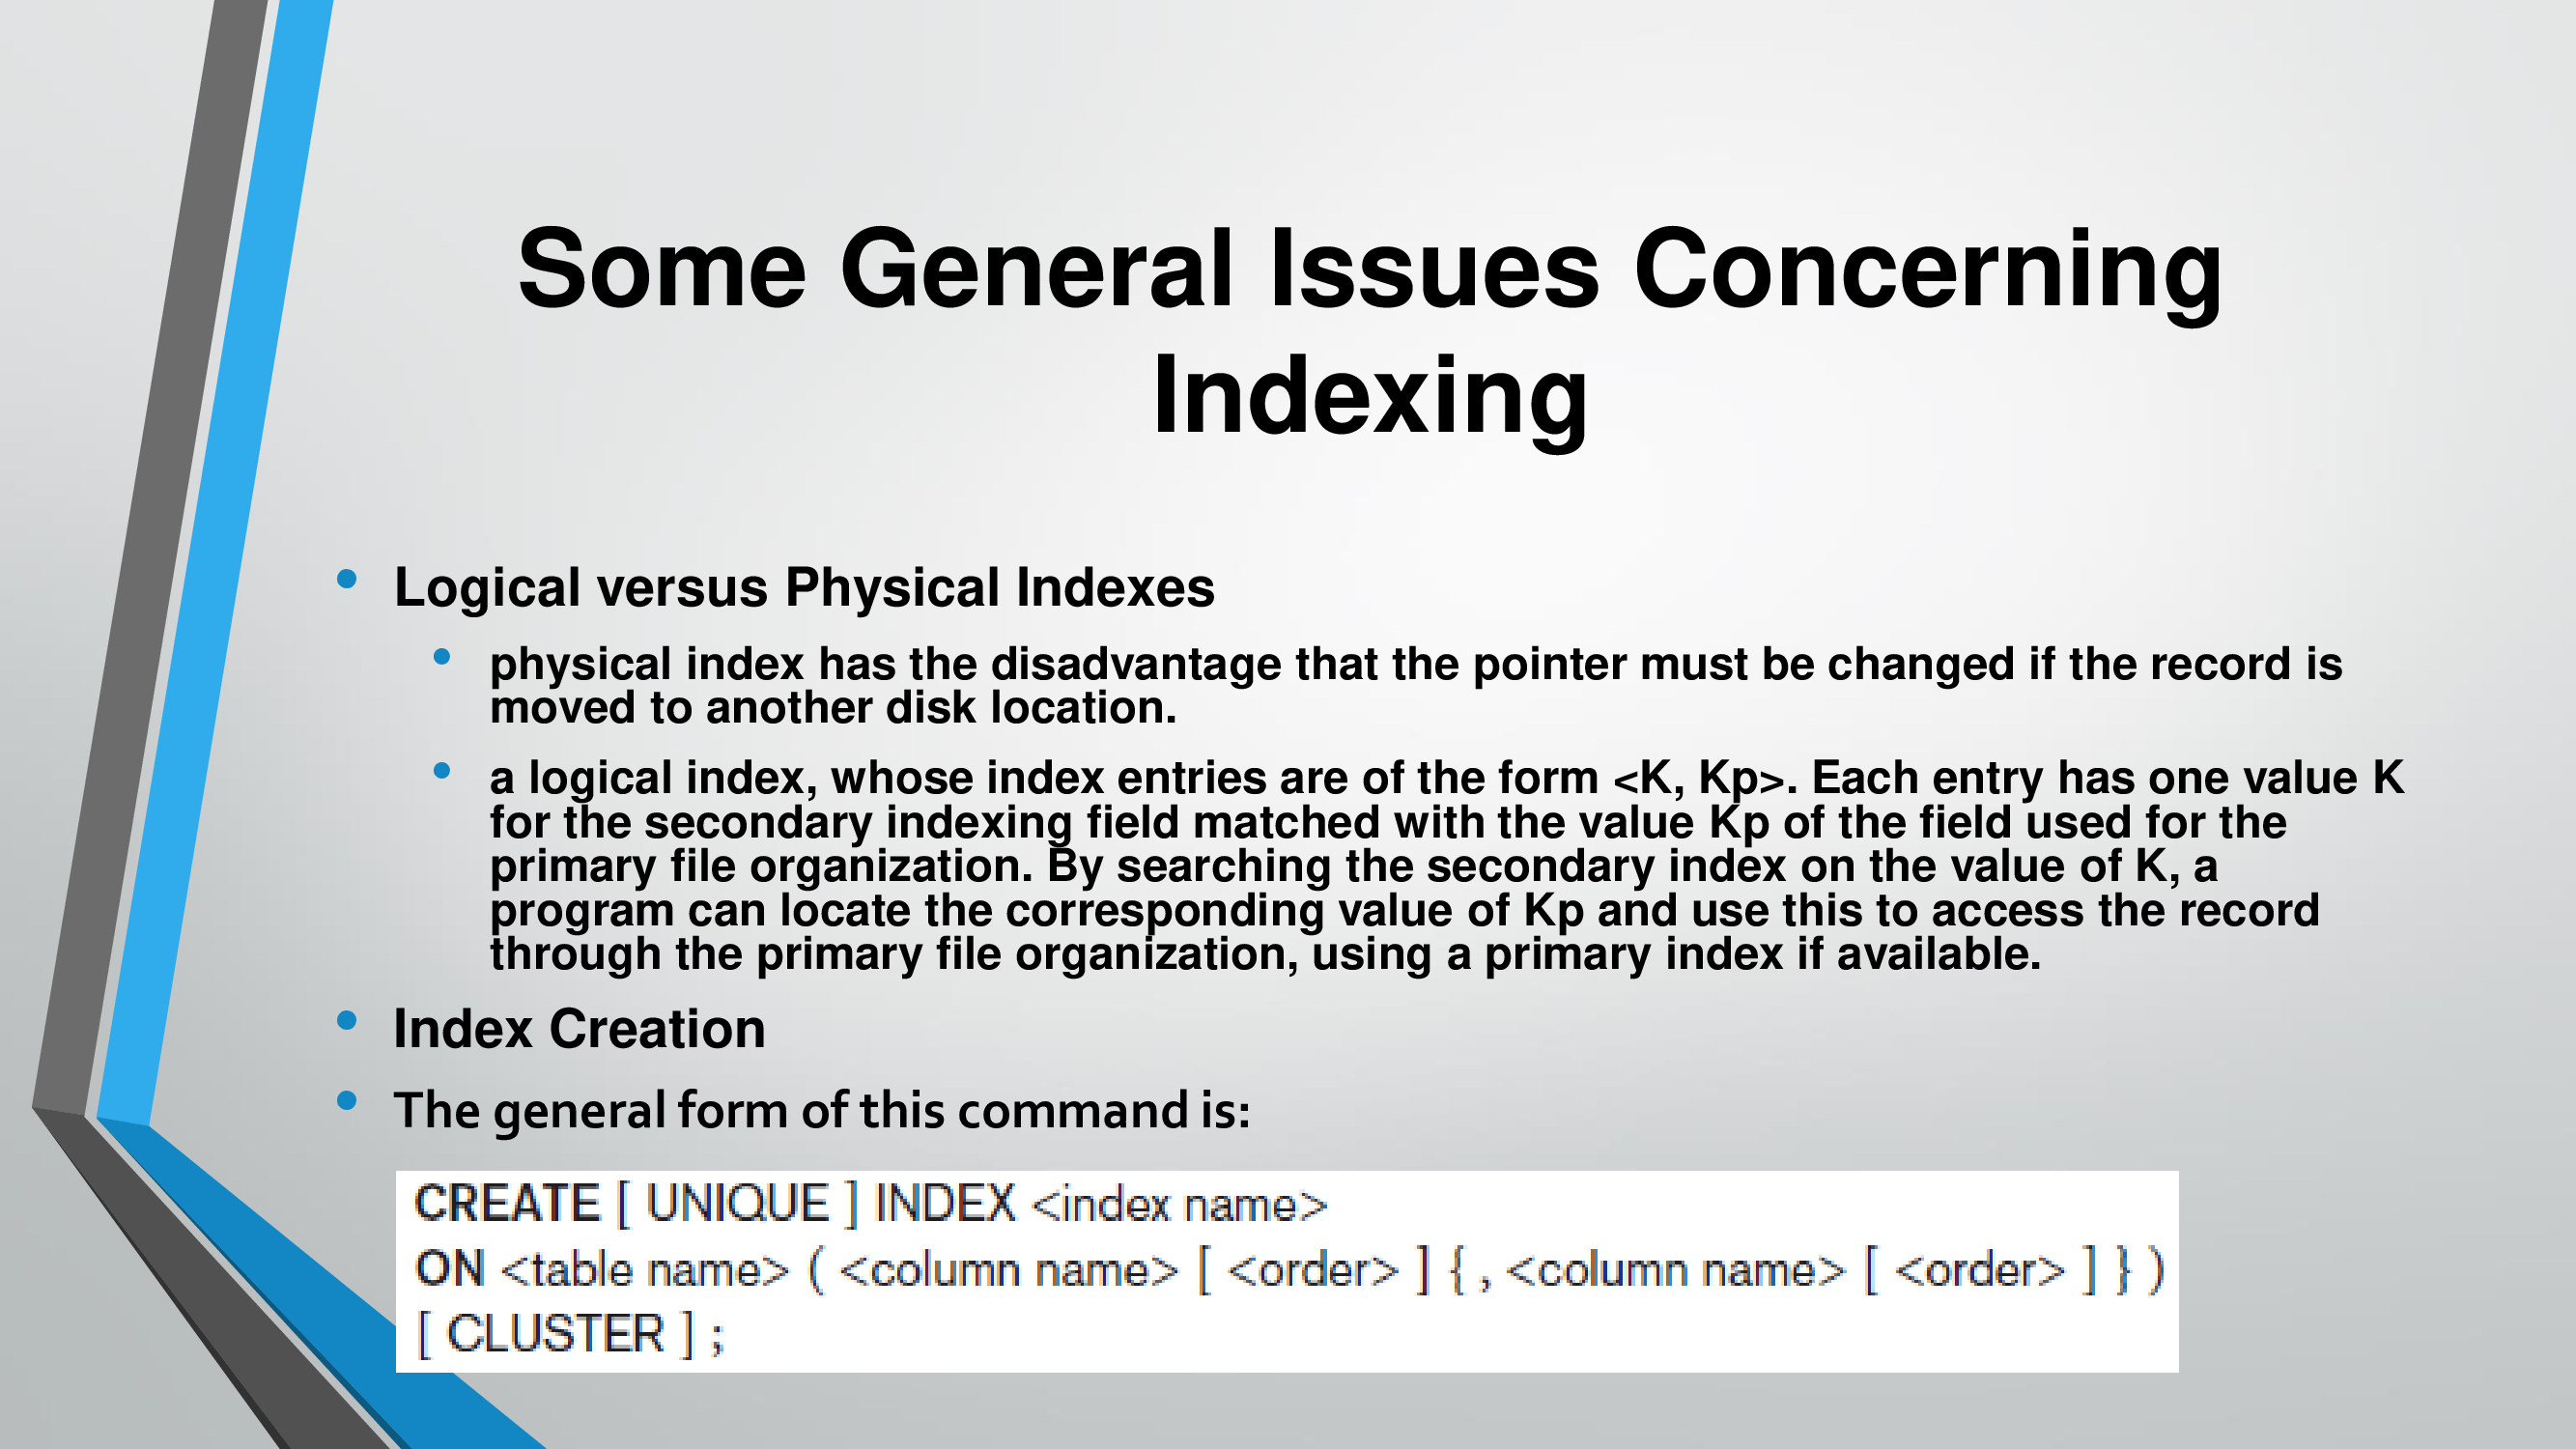 Some General Issues Concerning
Indexing
• Logical versus Physical Indexes
• physical index has the disadvantage that the pointer must be changed if the record is
moved to another disk location.
• a logical index, whose index entries are of the form <K, Kp>. Each entry has one value K
for the secondary indexing field matched with the value Kp of the field used for the
primary file organization. By searching the secondary index on the value of K, a
program can locate the corresponding value of Kp and use this to access the record
through the primary file organization, using a primary index if available.
• Index Creation
• The general form of this command is:
CREATE [ UNIQUE ] INDEX <index name>
ON <table name> ( <column name> [ <order> ] { , <column name> [ <order> ] } )
[ CLUSTER ] ;